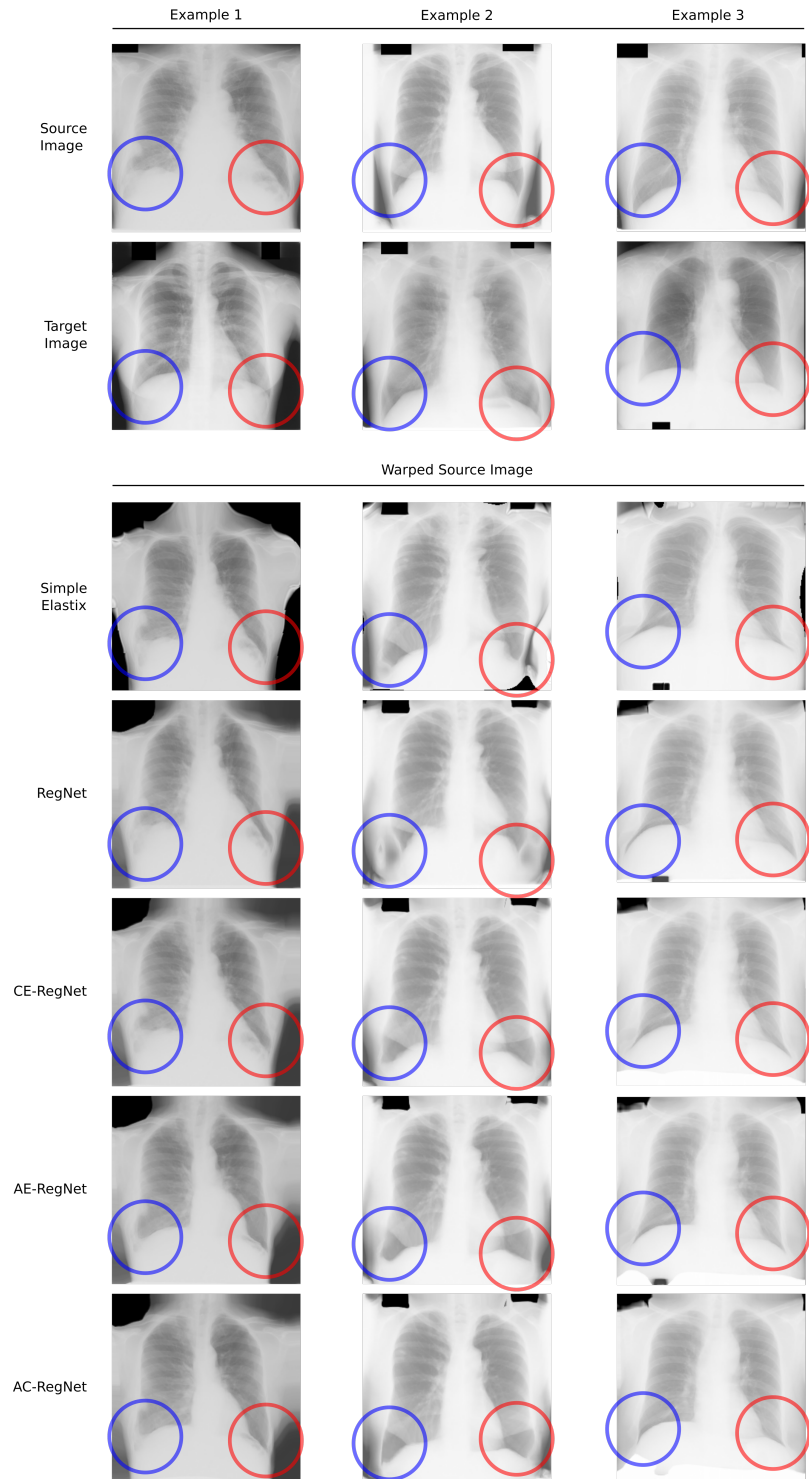 Example 1
Example 2
Example 3
Source
Image
Target
Image
Warped Source Image
Simple
Elastix
RegNet
CE-RegNet
AE-RegNet
AC-RegNet